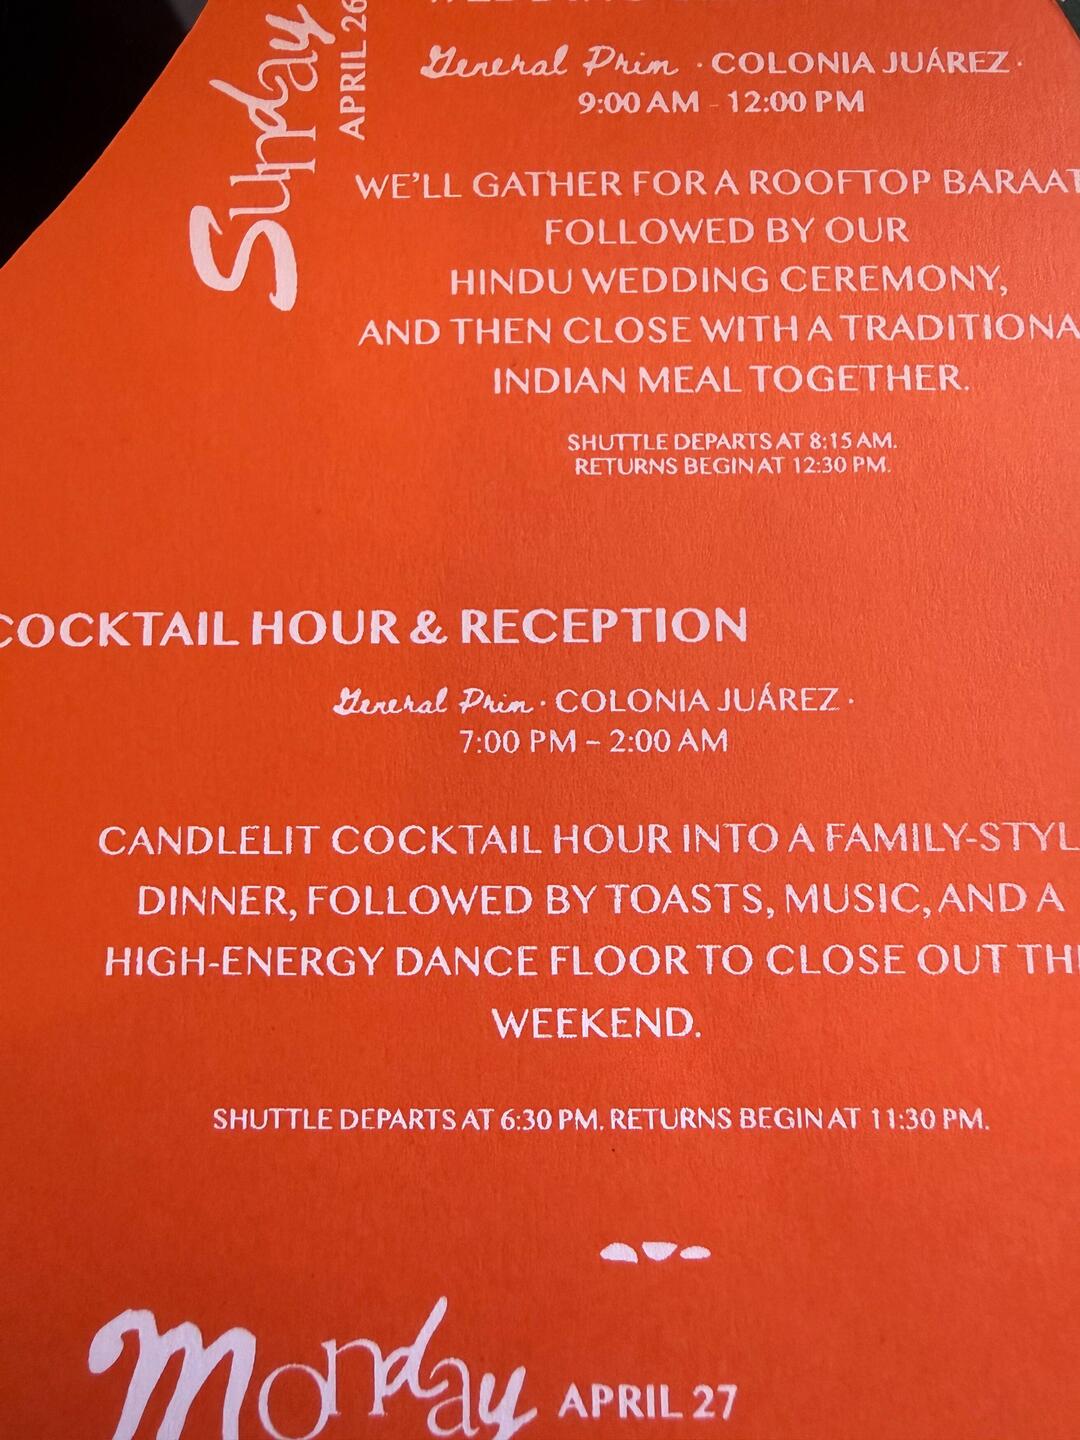 Sunday
APRIL 26
General Prim · COLONIA JUÁREZ ·
9:00 AM - 12:00 PM
WE'LL GATHER FOR A ROOFTOP BARAAT
FOLLOWED BY OUR
HINDU WEDDING CEREMONY,
AND THEN CLOSE WITH A TRADITIONA
INDIAN MEAL TOGETHER.
SHUTTLE DEPARTS AT 8:15 AM.
RETURNS BEGIN AT 12:30 PM.
COCKTAIL HOUR & RECEPTION
General Prim · COLONIA JUÁREZ ·
7:00 PM – 2:00 AM
CANDLELIT COCKTAIL HOUR INTO A FAMILY-STYL
DINNER, FOLLOWED BY TOASTS, MUSIC, AND A
HIGH-ENERGY DANCE FLOOR TO CLOSE OUT THE
WEEKEND.
SHUTTLE DEPARTS AT 6:30 PM. RETURNS BEGIN AT 11:30 PM.
Monday APRIL 27